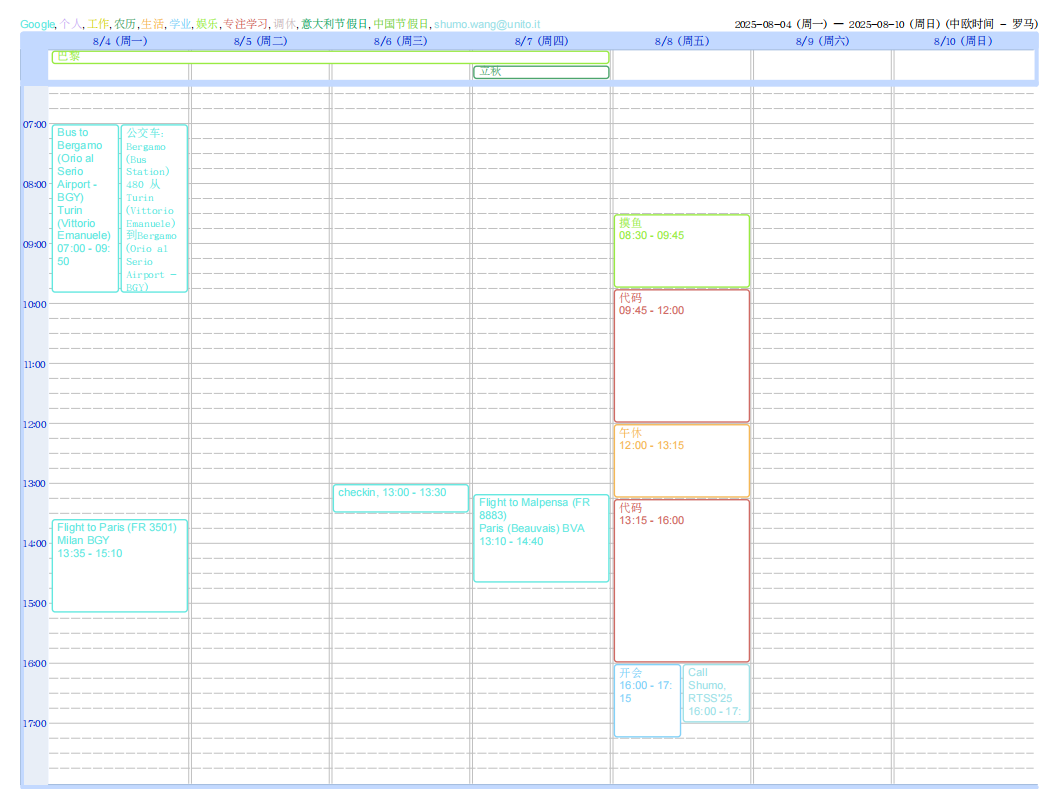 Google, 个人, 工作, 农历, 生活, 学业, 娱乐, 专注学习, 调休, 意大利节假日, 中国节假日, shumo.wang@unito.it
2025-08-04 (周一) — 2025-08-10 (周日) (中欧时间 - 罗马)
8/4 (周一)
8/5 (周二)
8/6 (周三)
8/7 (周四)
8/8 (周五)
8/9 (周六)
8/10 (周日)
巴黎
立秋
07:00
08:00
09:00
10:00
11:00
12:00
13:00
14:00
15:00
16:00
17:00
Bus to
Bergamo
(Orio al
Serio
Airport -
BGY)
Turin
(Vittorio
Emanuele)
07:00 - 09:
50
公交车:
Bergamo
(Bus
Station)
480 从
Turin
(Vittorio
Emanuele)
到Bergamo
(Orio al
Serio
Airport -
BGY)
Flight to Paris (FR 3501)
Milan BGY
13:35 - 15:10
checkin, 13:00 - 13:30
Flight to Malpensa (FR
8883)
Paris (Beauvais) BVA
13:10 - 14:40
摸鱼
08:30 - 09:45
代码
09:45 - 12:00
午休
12:00 - 13:15
代码
13:15 - 16:00
开会
16:00 - 17:
15
Call
Shumo,
RTSS'25
16:00 - 17: